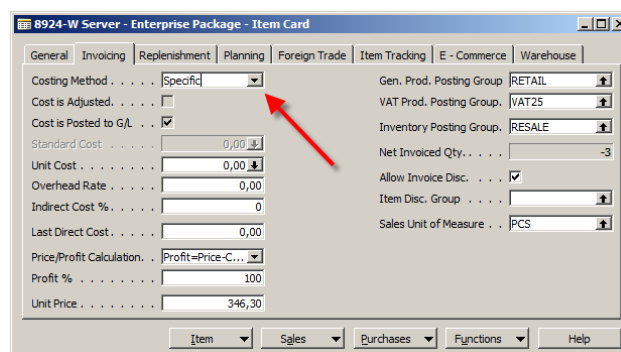 8924-W Server - Enterprise Package - Item Card
General Invoicing Replenishment Planning Foreign Trade Item Tracking E - Commerce Warehouse
Costing Method . . . . . Specific Gen. Prod. Posting Group RETAIL
Cost is Adjusted. . . . . VAT Prod. Posting Group. VAT25
Cost is Posted to G/L . . Inventory Posting Group. RESALE
Standard Cost . . . . . 0,00 Net Invoiced Qty. . . . . -3
Unit Cost . . . . . . . . 0,00 Allow Invoice Disc. . . . .
Overhead Rate . . . . . 0,00 Item Disc. Group . . . .
Indirect Cost %. . . . . 0 Sales Unit of Measure . . PCS
Last Direct Cost. . . . . 0,00
Price/Profit Calculation. . Profit=Price-C...
Profit % . . . . . . . . 100
Unit Price . . . . . . . . 346,30
Item Sales Purchases Functions Help